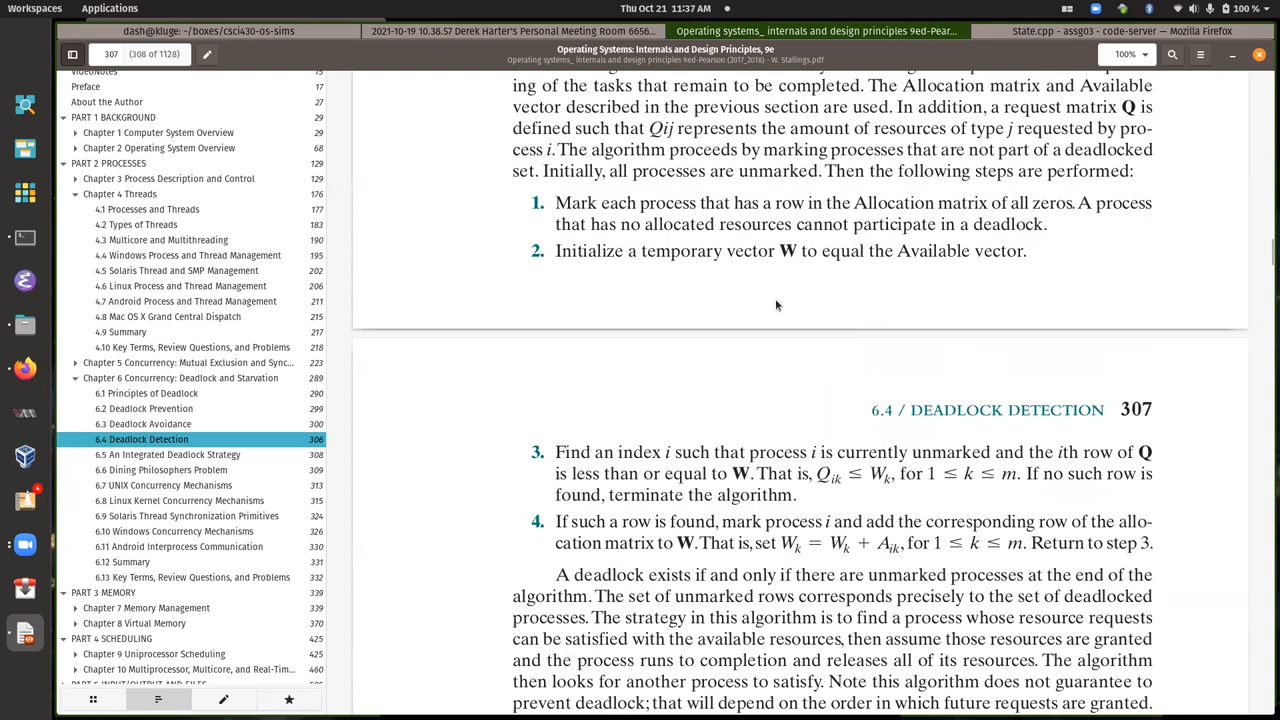 Workspaces Applications Thu Oct 21 11:37 AM 100 %
dash@kluge: ~/boxes/csci430-os-sims 2021-10-19 10.38.57 Derek Harter's Personal Meeting Room 6656... Operating systems_ internals and design principles 9ed-Pear... State.cpp - assg03 - code-server — Mozilla Firefox
307 (308 of 1128) Operating Systems: Internals and Design Principles, 9e 100%
Operating systems_ internals and design principles 9ed-Pearson (2017_2018) - W. Stallings.pdf
VideoNotes 15
Preface 17
About the Author 27
PART 1 BACKGROUND 29
Chapter 1 Computer System Overview 29
Chapter 2 Operating System Overview 68
PART 2 PROCESSES 129
Chapter 3 Process Description and Control 129
Chapter 4 Threads 176
4.1 Processes and Threads 177
4.2 Types of Threads 183
4.3 Multicore and Multithreading 190
4.4 Windows Process and Thread Management 195
4.5 Solaris Thread and SMP Management 202
4.6 Linux Process and Thread Management 206
4.7 Android Process and Thread Management 211
4.8 Mac OS X Grand Central Dispatch 215
4.9 Summary 217
4.10 Key Terms, Review Questions, and Problems 218
Chapter 5 Concurrency: Mutual Exclusion and Sync... 223
Chapter 6 Concurrency: Deadlock and Starvation 289
6.1 Principles of Deadlock 290
6.2 Deadlock Prevention 299
6.3 Deadlock Avoidance 300
6.4 Deadlock Detection 306
6.5 An Integrated Deadlock Strategy 308
6.6 Dining Philosophers Problem 309
6.7 UNIX Concurrency Mechanisms 313
6.8 Linux Kernel Concurrency Mechanisms 315
6.9 Solaris Thread Synchronization Primitives 324
6.10 Windows Concurrency Mechanisms 326
6.11 Android Interprocess Communication 330
6.12 Summary 331
6.13 Key Terms, Review Questions, and Problems 332
PART 3 MEMORY 339
Chapter 7 Memory Management 339
Chapter 8 Virtual Memory 370
PART 4 SCHEDULING 425
Chapter 9 Uniprocessor Scheduling 425
Chapter 10 Multiprocessor, Multicore, and Real-Tim... 460
4
ing of the tasks that remain to be completed. The Allocation matrix and Available
vector described in the previous section are used. In addition, a request matrix Q is
defined such that Qij represents the amount of resources of type j requested by pro-
cess i. The algorithm proceeds by marking processes that are not part of a deadlocked
set. Initially, all processes are unmarked. Then the following steps are performed:
1. Mark each process that has a row in the Allocation matrix of all zeros. A process
that has no allocated resources cannot participate in a deadlock.
2. Initialize a temporary vector W to equal the Available vector.
6.4 / DEADLOCK DETECTION 307
3. Find an index i such that process i is currently unmarked and the ith row of Q
is less than or equal to W. That is, Qik ≤ Wk, for 1 ≤ k ≤ m. If no such row is
found, terminate the algorithm.
4. If such a row is found, mark process i and add the corresponding row of the allo-
cation matrix to W. That is, set Wk = Wk + Aik, for 1 ≤ k ≤ m. Return to step 3.
A deadlock exists if and only if there are unmarked processes at the end of the
algorithm. The set of unmarked rows corresponds precisely to the set of deadlocked
processes. The strategy in this algorithm is to find a process whose resource requests
can be satisfied with the available resources, then assume those resources are granted
and the process runs to completion and releases all of its resources. The algorithm
then looks for another process to satisfy. Note this algorithm does not guarantee to
prevent deadlock; that will depend on the order in which future requests are granted.